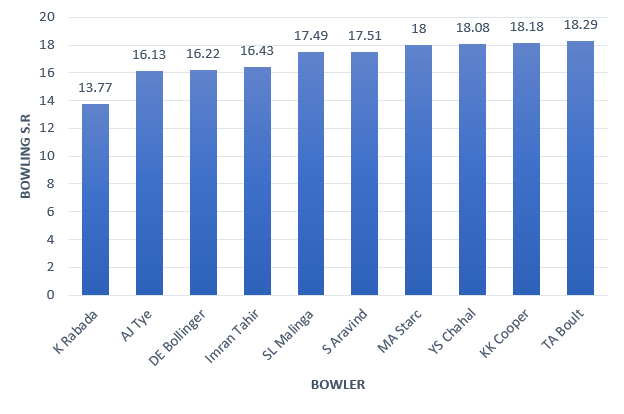 20
18
16
14
12
10
8
6
4
2
0
BOWLING S.R
13.77
16.13
16.22
16.43
17.49
17.51
18
18.08
18.18
18.29
K Rabada
AJ Tye
DE Bollinger
Imran Tahir
SL Malinga
S Aravind
MA Starc
YS Chahal
KK Cooper
TA Boult
BOWLER